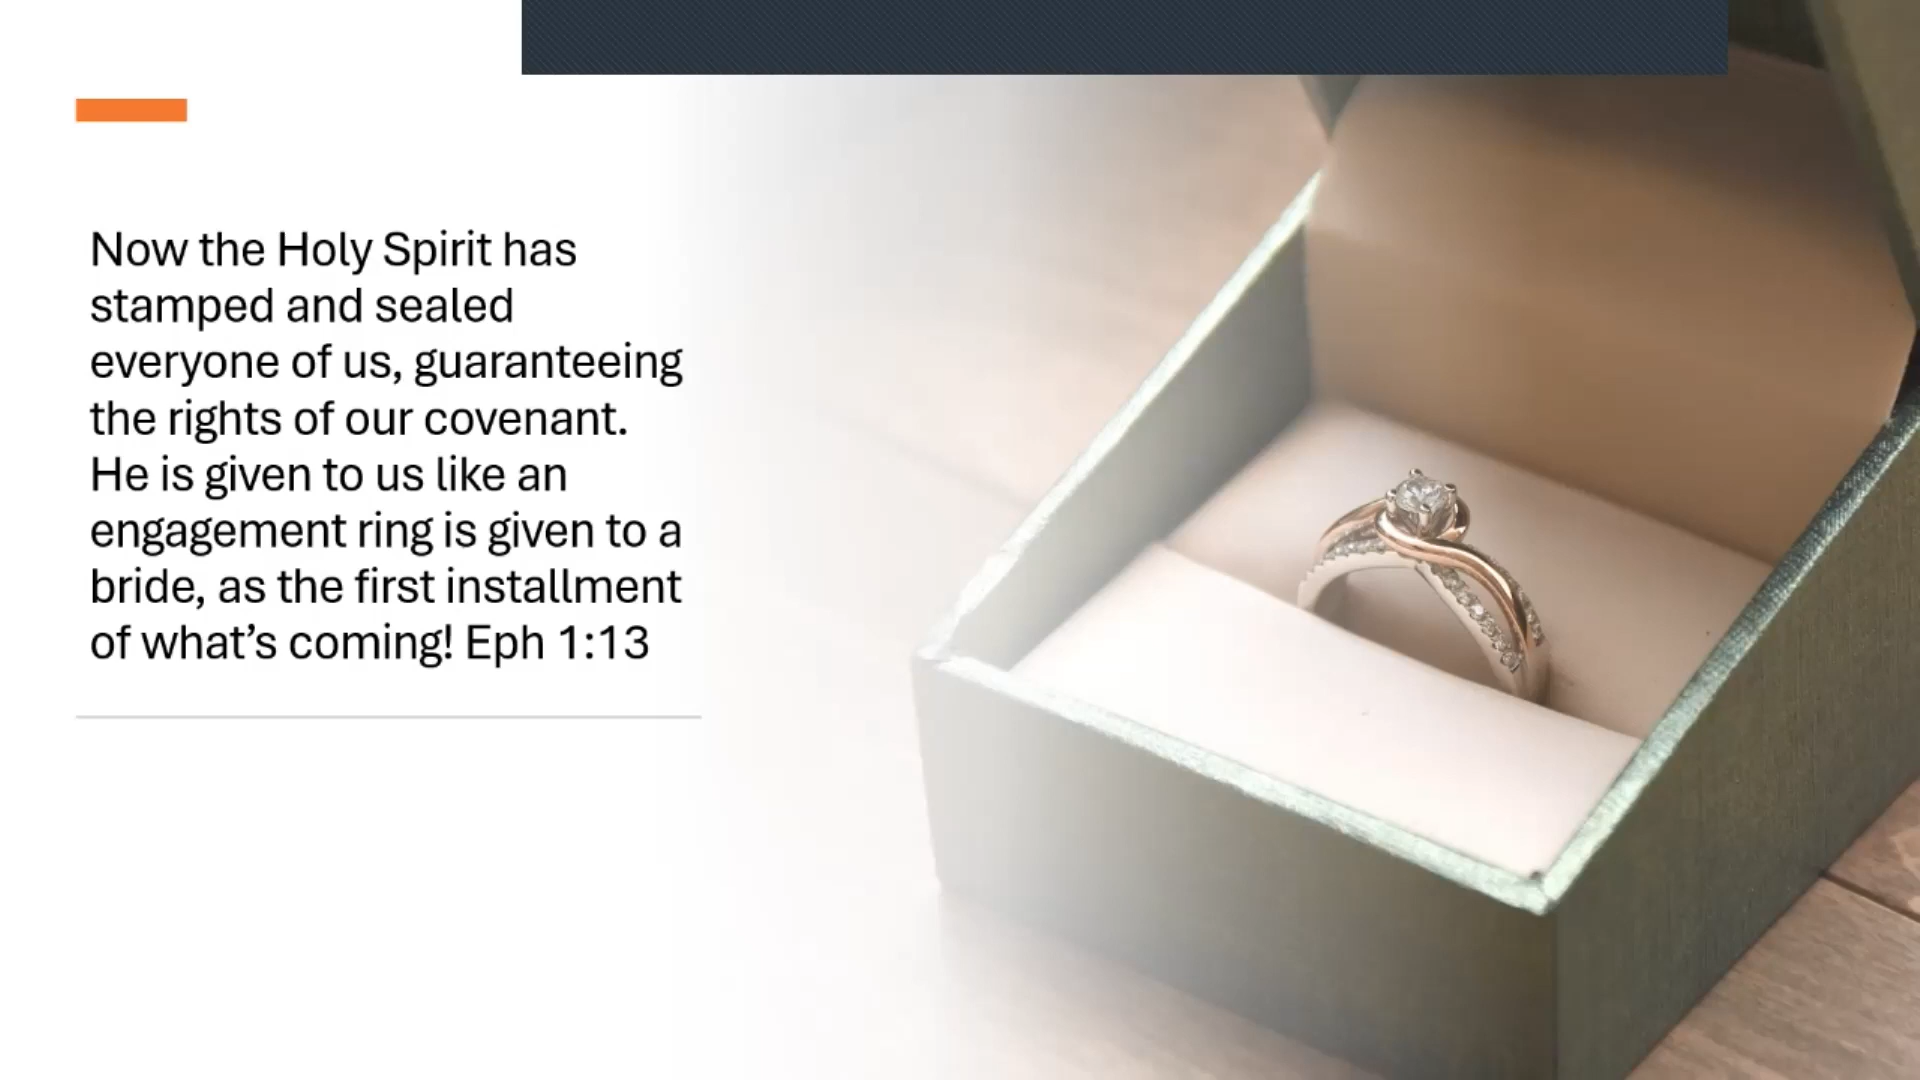 Now the Holy Spirit has
stamped and sealed
everyone of us, guaranteeing
the rights of our covenant.
He is given to us like an
engagement ring is given to a
bride, as the first installment
of what’s coming! Eph 1:13